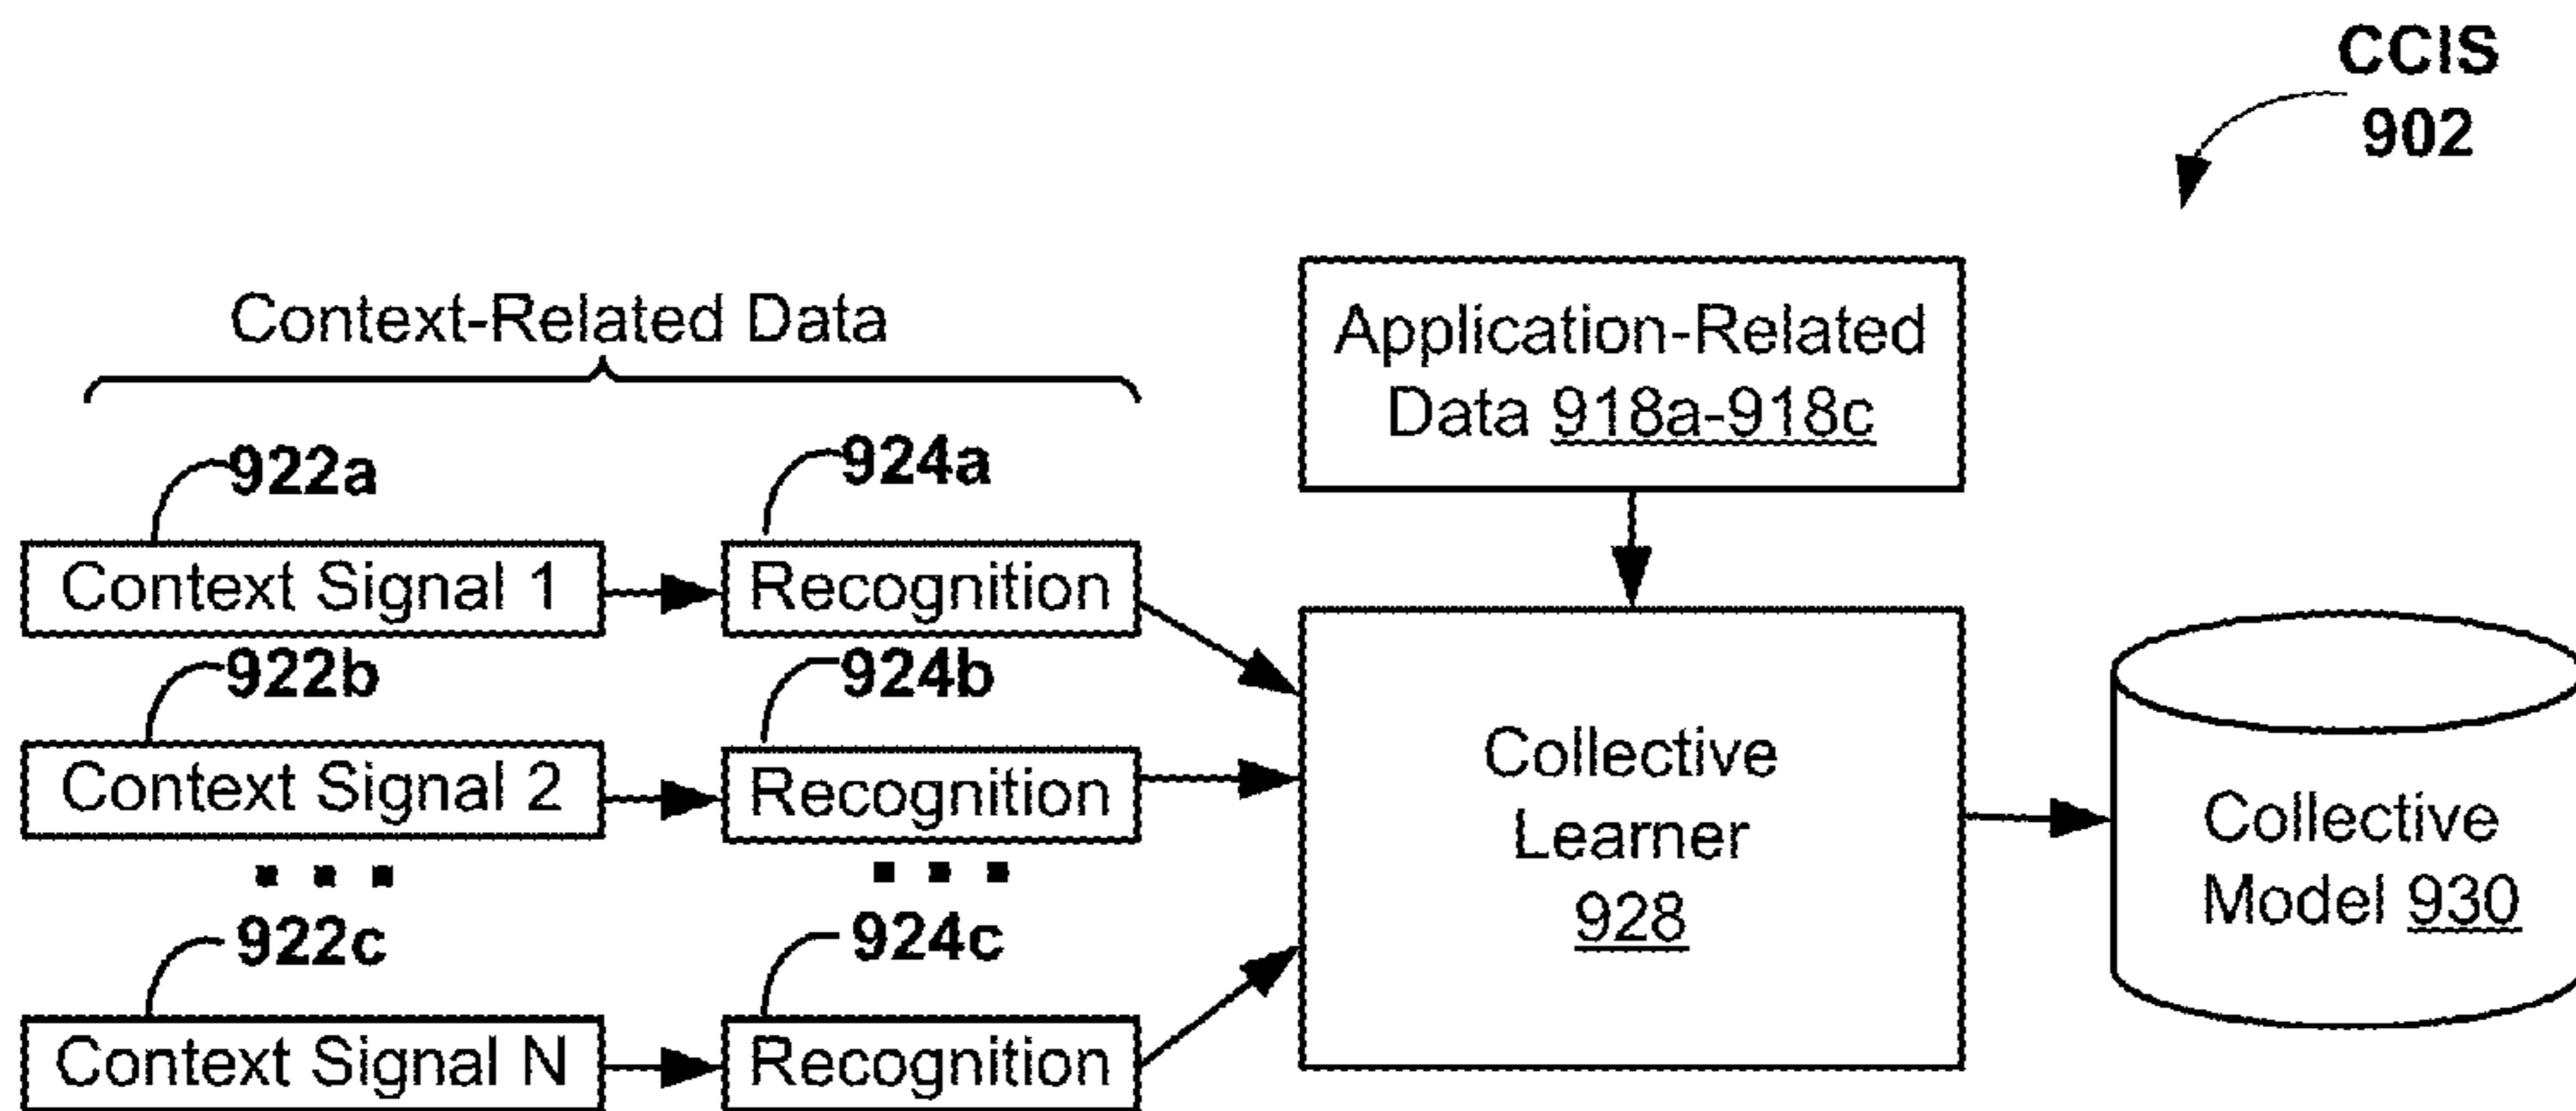 CCIS
902
Context-Related Data
Application-Related
Data 918a-918c
922a
924a
Context Signal 1
Recognition
922b
924b
Context Signal 2
Recognition
Collective
Learner
928
Collective
Model 930
922c
924c
Context Signal N
Recognition